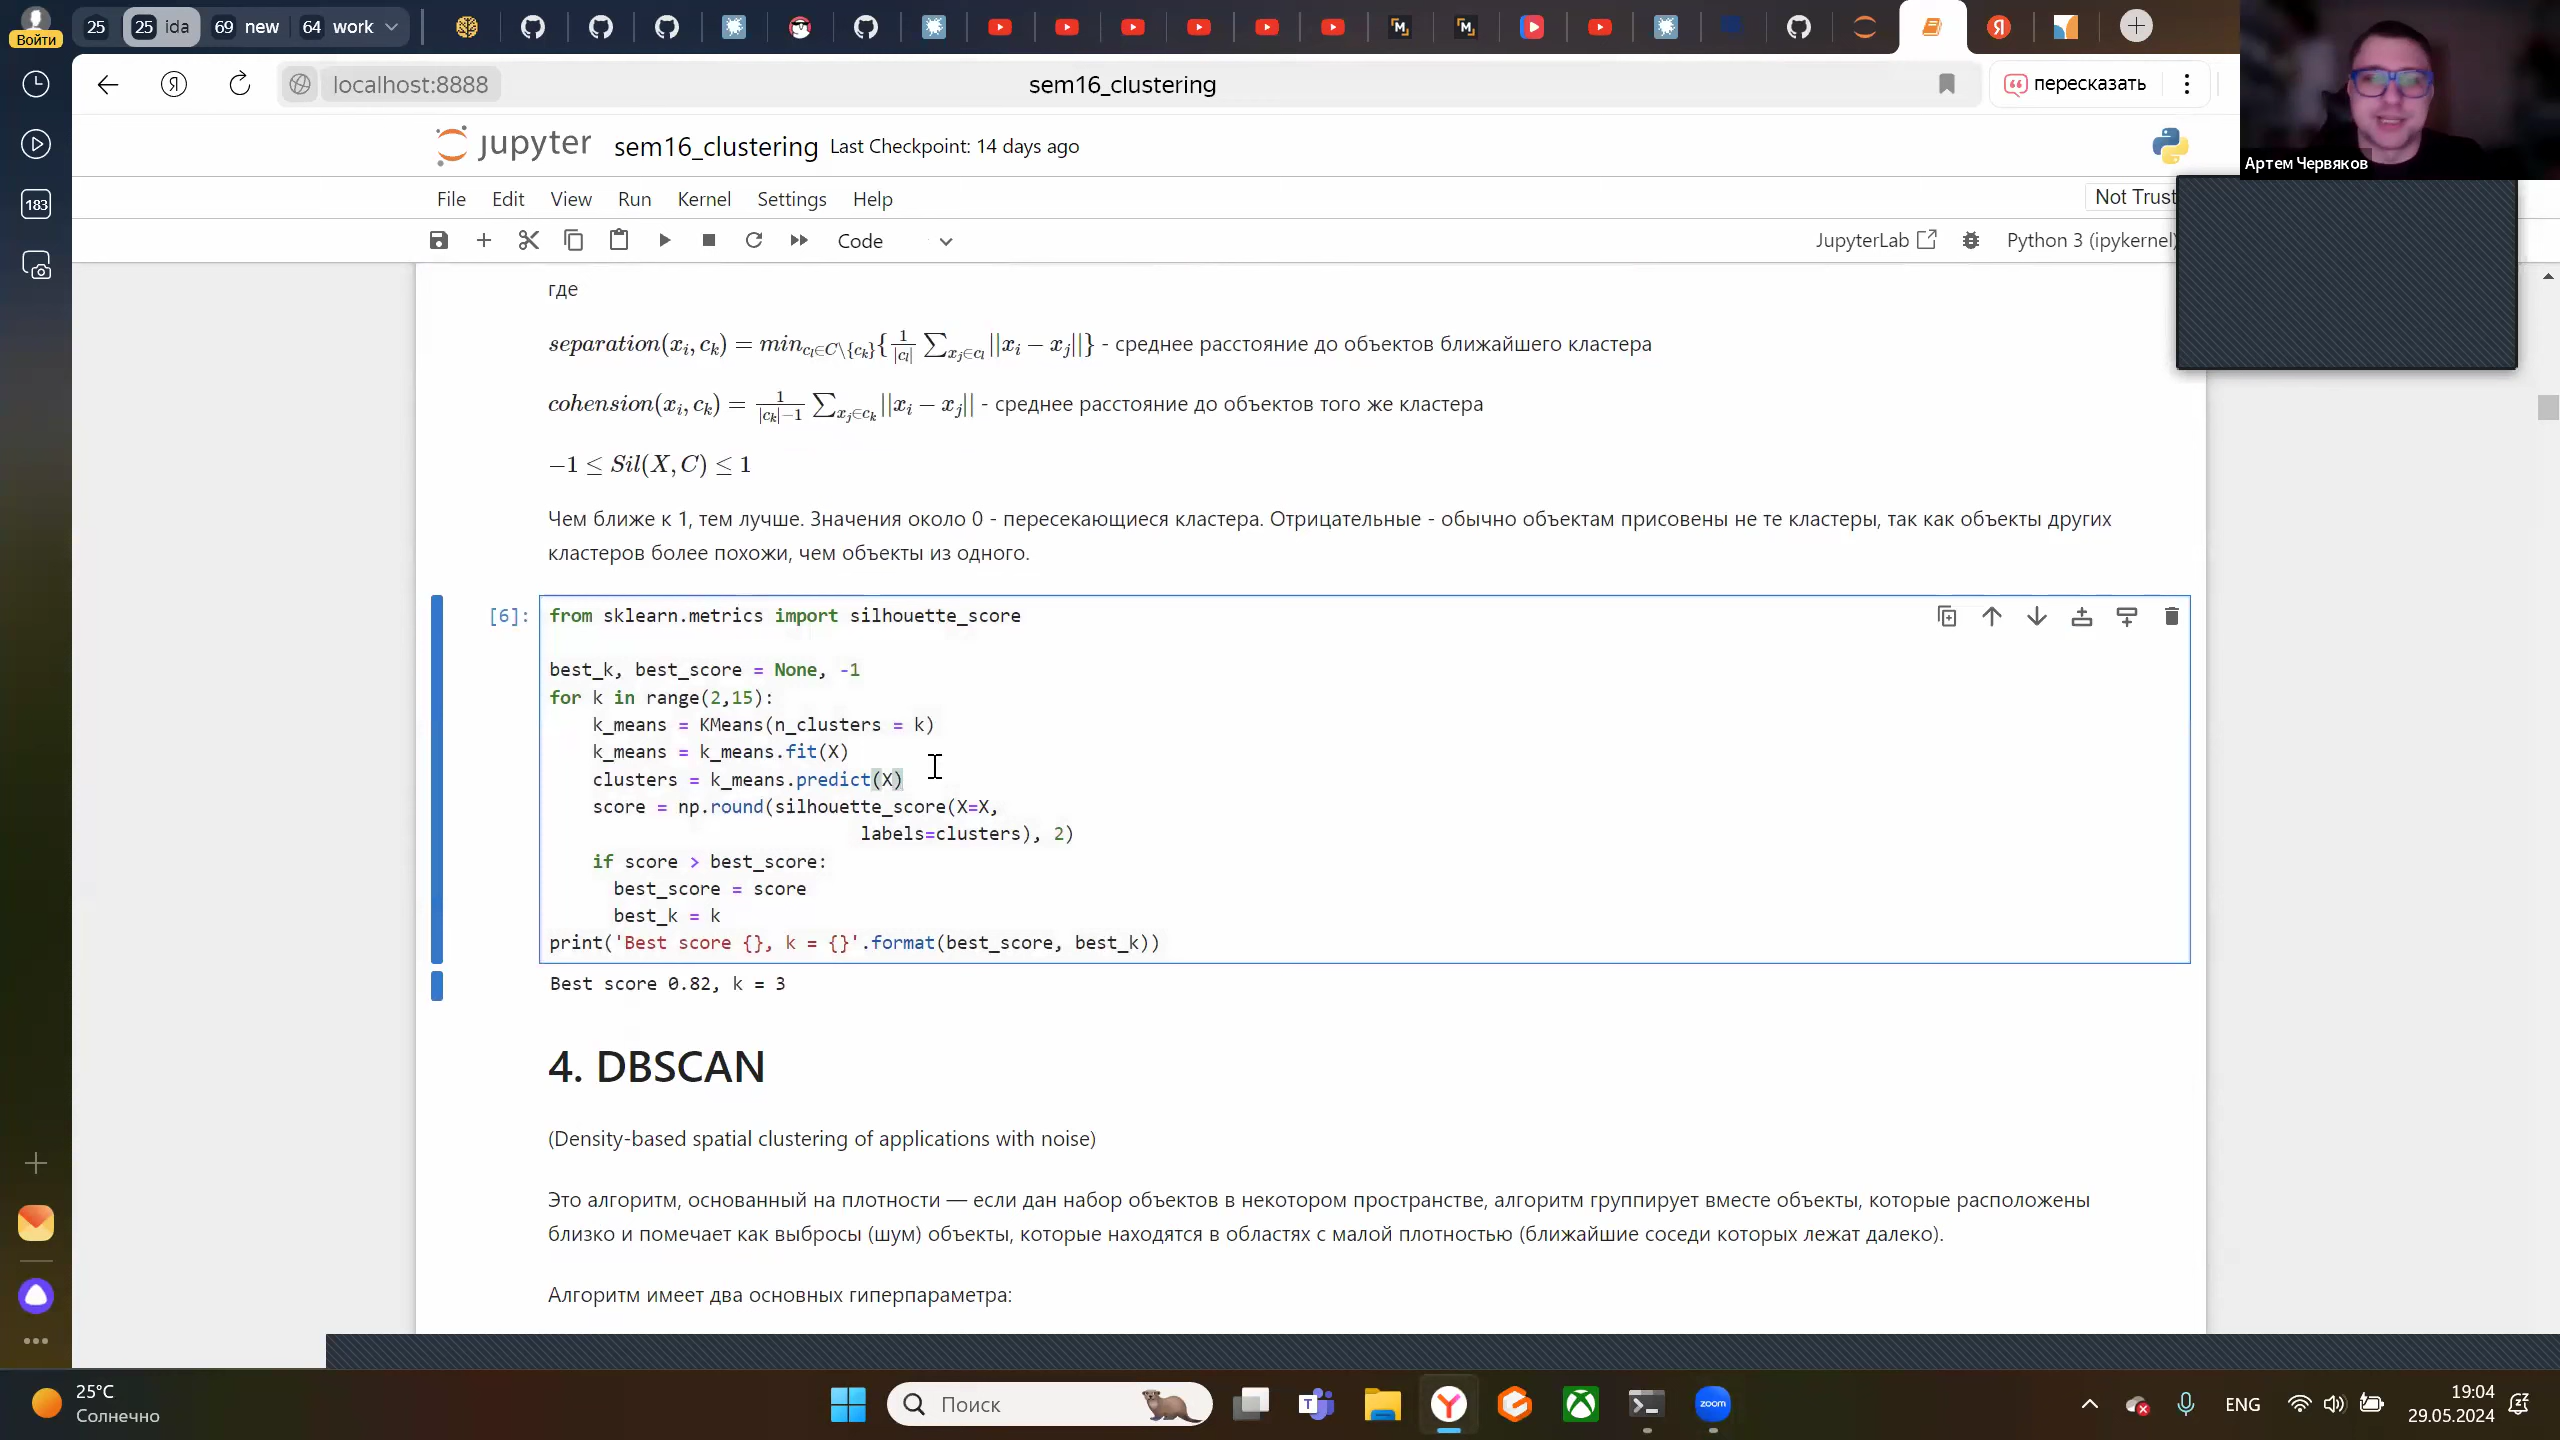 25 25 ida 69 new 64 work
Войти
localhost:8888 sem16_clustering пересказать
183
jupyter sem16_clustering Last Checkpoint: 14 days ago
Артем Червяков
File Edit View Run Kernel Settings Help
Not Trust
Code JupyterLab Python 3 (ipykernel)
где
separation(x_i, c_k) = min_{c_l∈C\{c_k}}{1/|c_l| ∑_{x_j∈c_l} ||x_i − x_j||} - среднее расстояние до объектов ближайшего кластера
cohension(x_i, c_k) = 1/(|c_k|−1) ∑_{x_j∈c_k} ||x_i − x_j|| - среднее расстояние до объектов того же кластера
−1 ≤ Sil(X, C) ≤ 1
Чем ближе к 1, тем лучше. Значения около 0 - пересекающиеся кластера. Отрицательные - обычно объектам присовены не те кластеры, так как объекты других
кластеров более похожи, чем объекты из одного.
[6]: from sklearn.metrics import silhouette_score
best_k, best_score = None, -1
for k in range(2,15):
    k_means = KMeans(n_clusters = k)
    k_means = k_means.fit(X)
    clusters = k_means.predict(X)
    score = np.round(silhouette_score(X=X,
                             labels=clusters), 2)
    if score > best_score:
      best_score = score
      best_k = k
print('Best score {}, k = {}'.format(best_score, best_k))
Best score 0.82, k = 3
4. DBSCAN
(Density-based spatial clustering of applications with noise)
Это алгоритм, основанный на плотности — если дан набор объектов в некотором пространстве, алгоритм группирует вместе объекты, которые расположены
близко и помечает как выбросы (шум) объекты, которые находятся в областях с малой плотностью (ближайшие соседи которых лежат далеко).
Алгоритм имеет два основных гиперпараметра:
25°C
Солнечно
Поиск
zoom
ENG
19:04
29.05.2024